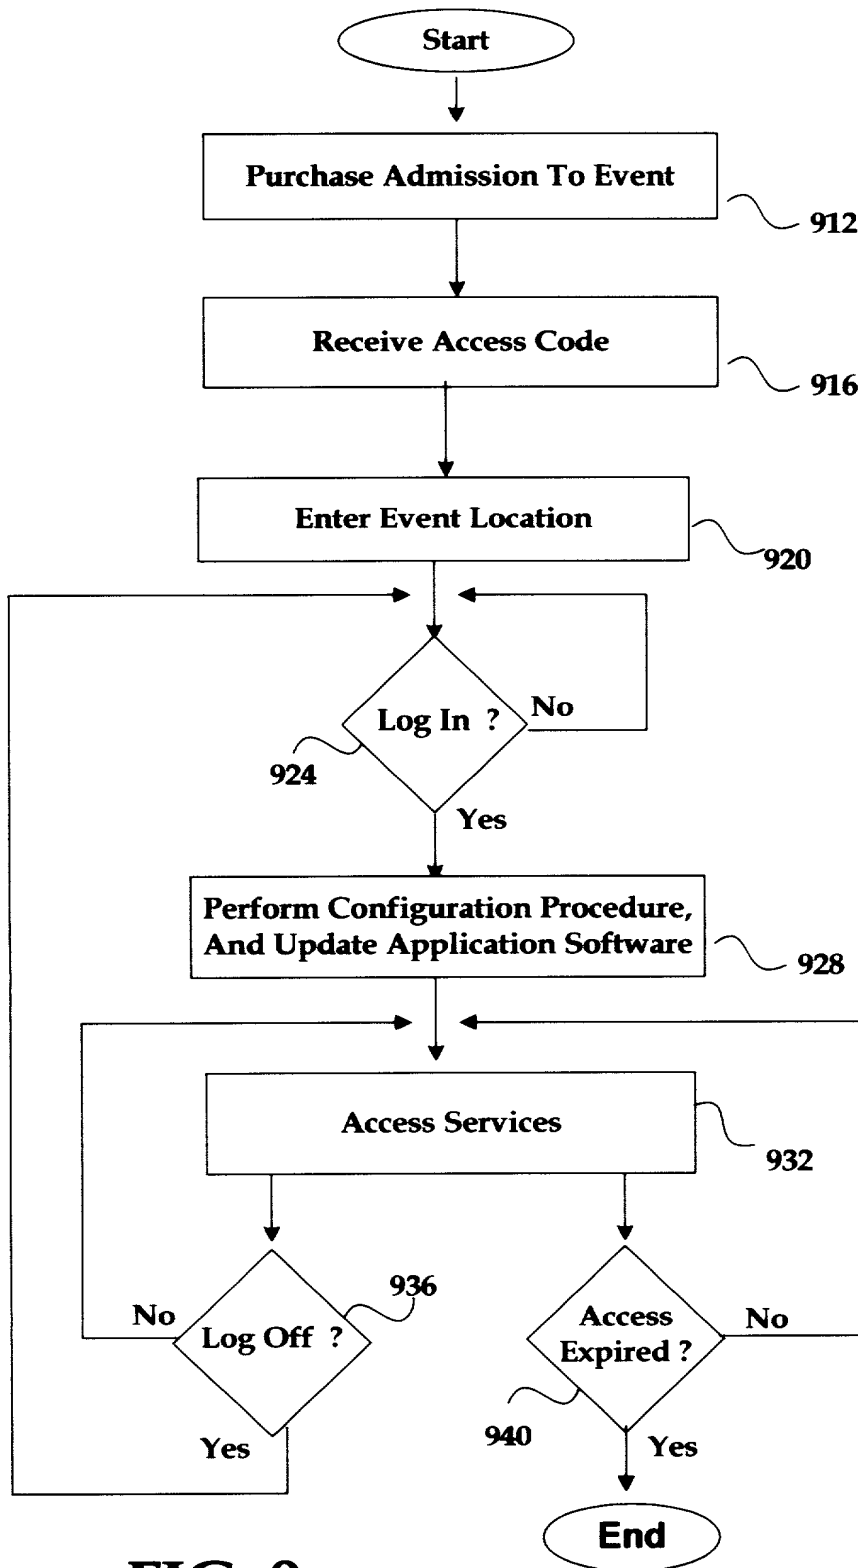 Start
Purchase Admission To Event
912
Receive Access Code
916
Enter Event Location
920
Log In ?
No
924
Yes
Perform Configuration Procedure,
And Update Application Software
928
Access Services
932
936
No
Log Off ?
Access
Expired ?
No
940
Yes
Yes
End
FIG. 9